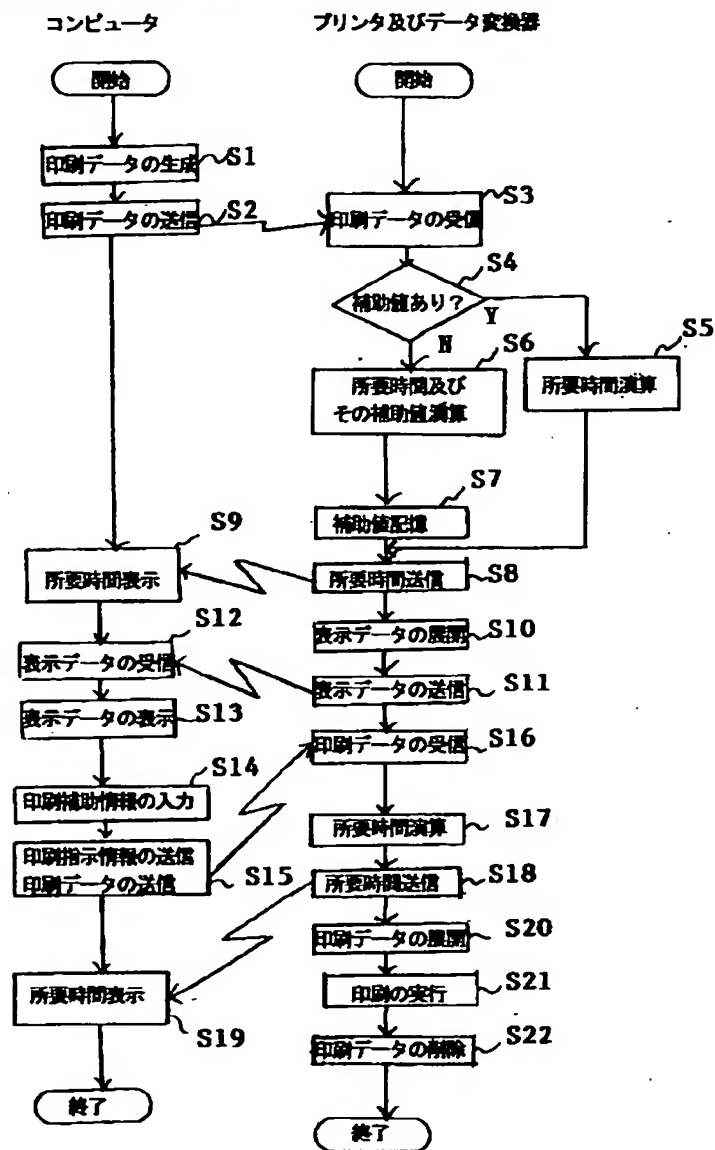 コンピュータ
プリンタ及びデータ変換器
開始
開始
印刷データの生成
S1
印刷データの送信
S2
印刷データの受信
S3
補助値あり？
S4
Y
N
所要時間演算
S5
所要時間及び
その補助値演算
S6
補助値記憶
S7
所要時間送信
S8
所要時間表示
S9
表示データの展開
S10
表示データの送信
S11
表示データの受信
S12
表示データの表示
S13
印刷補助情報の入力
S14
印刷指示情報の送信
印刷データの送信
S15
印刷データの受信
S16
所要時間演算
S17
所要時間送信
S18
所要時間表示
S19
印刷データの展開
S20
印刷の実行
S21
印刷データの削除
S22
終了
終了